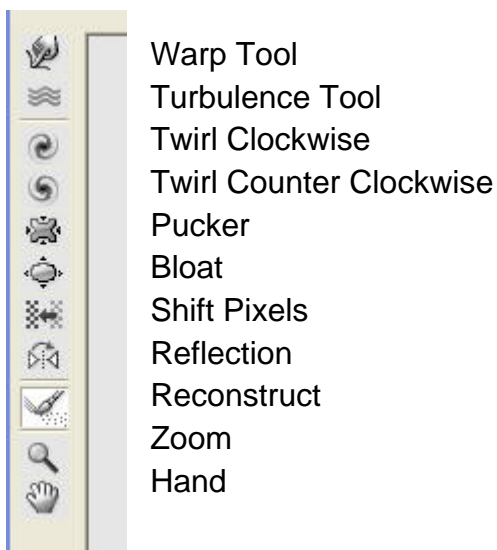 Warp Tool
Turbulence Tool
Twirl Clockwise
Twirl Counter Clockwise
Pucker
Bloat
Shift Pixels
Reflection
Reconstruct
Zoom
Hand